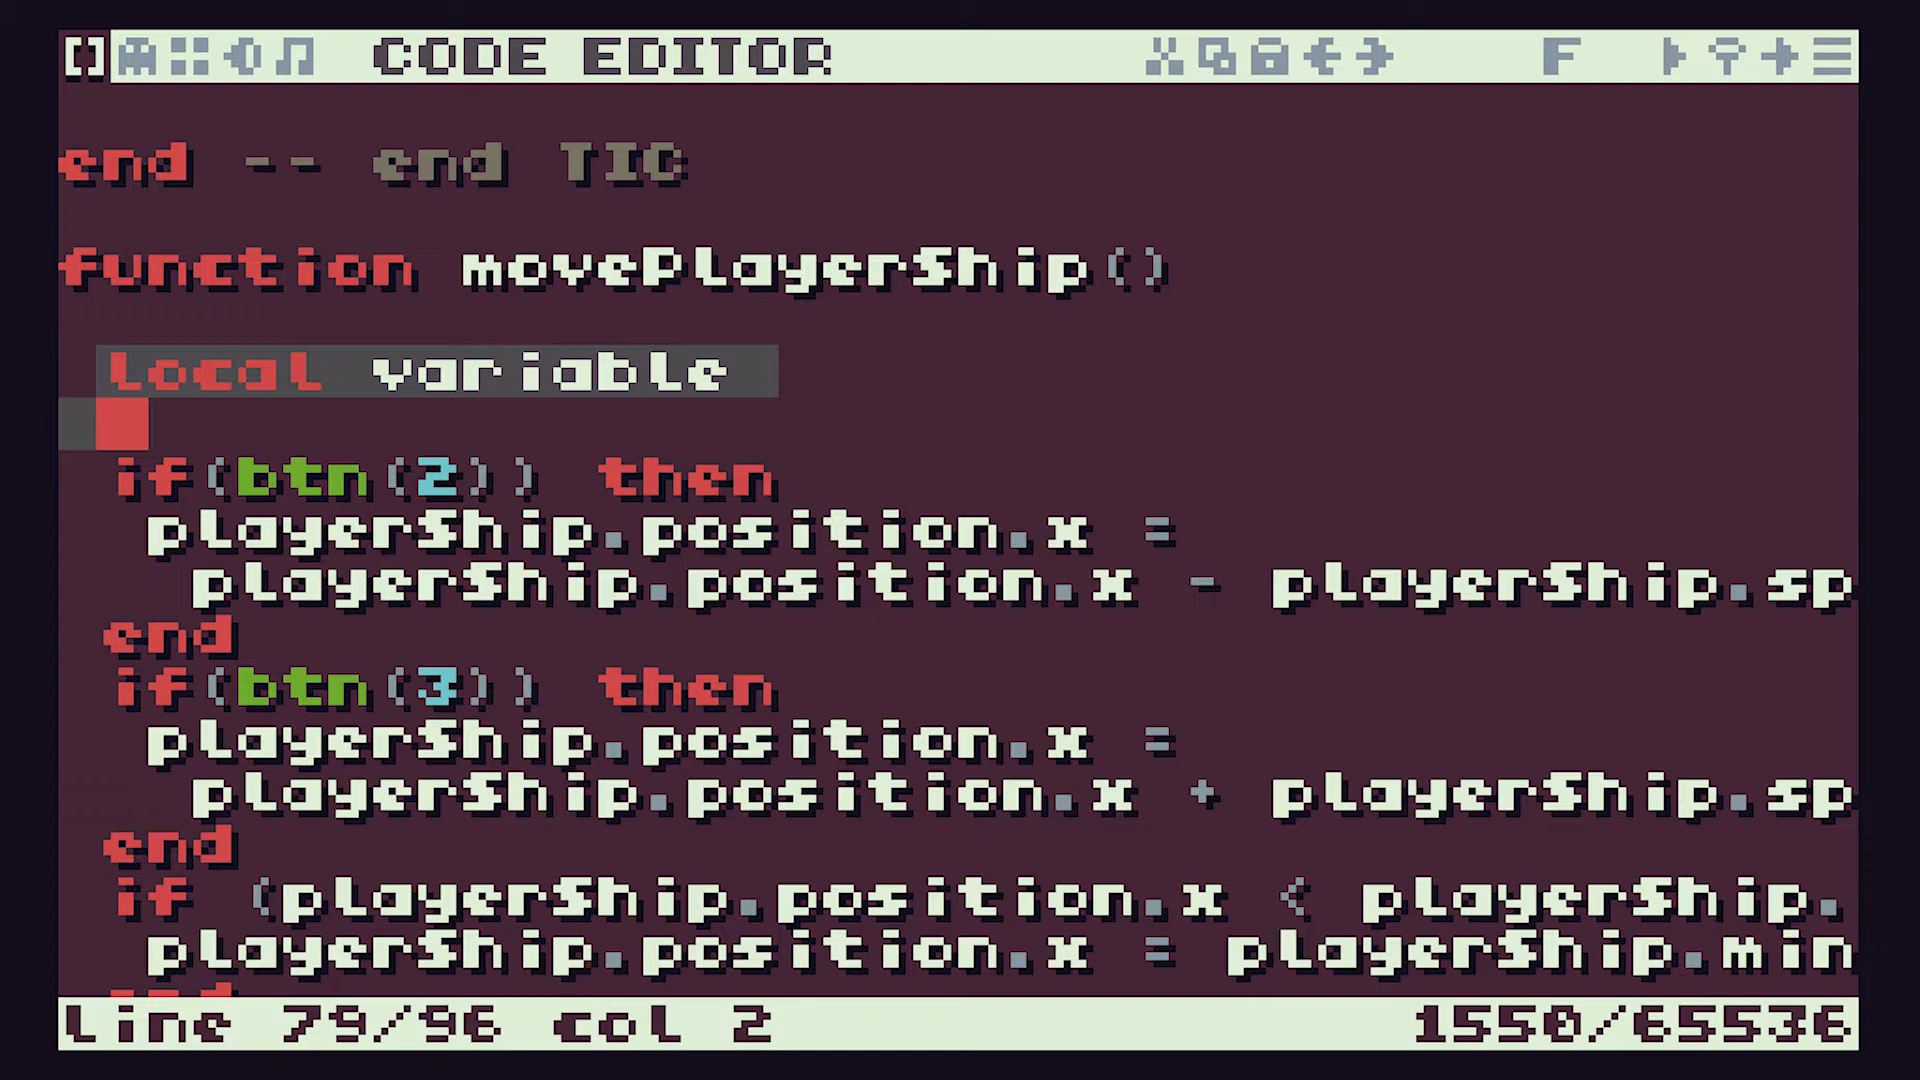 CODE EDITOR F
end -- end TIC
function movePlayerShip()
local variable
if(btn(2)) then
playerShip.position.x =
playerShip.position.x - playerShip.sp
end
if(btn(3)) then
playerShip.position.x =
playerShip.position.x + playerShip.sp
end
if (playerShip.position.x < playerShip.
playerShip.position.x = playerShip.min
line 79/96 col 2 1550/65536